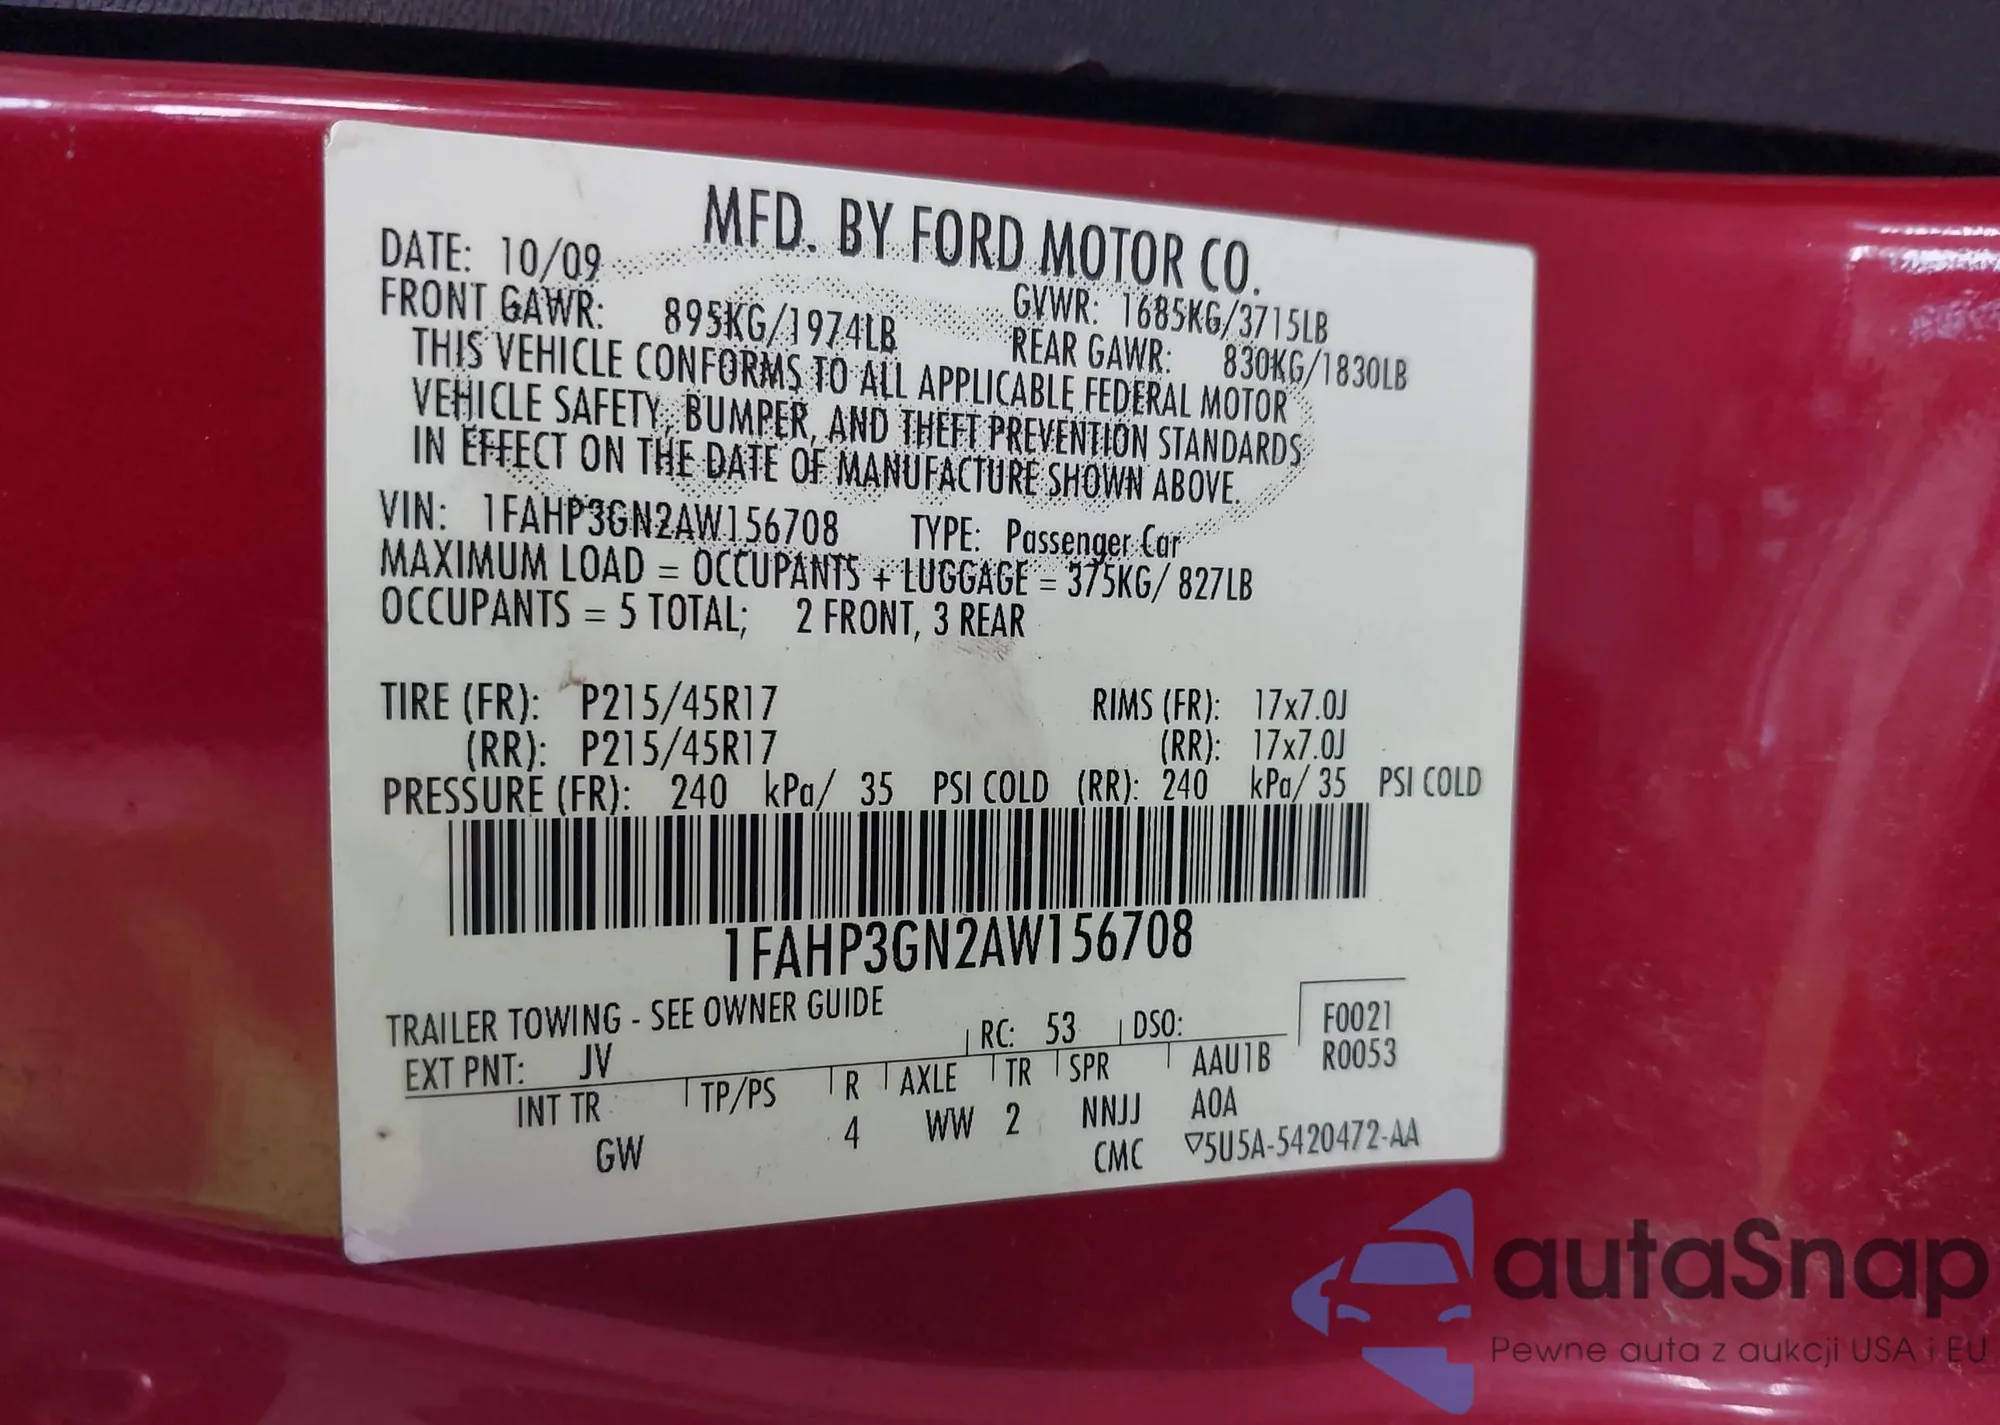 MFD. BY FORD MOTOR CO.
DATE: 10/09 GVWR: 1685KG/3715LB
FRONT GAWR: 895KG/1974LB REAR GAWR: 830KG/1830LB
THIS VEHICLE CONFORMS TO ALL APPLICABLE FEDERAL MOTOR
VEHICLE SAFETY, BUMPER, AND THEFT PREVENTION STANDARDS
IN EFFECT ON THE DATE OF MANUFACTURE SHOWN ABOVE.
VIN: 1FAHP3GN2AW156708 TYPE: Passenger Car
MAXIMUM LOAD = OCCUPANTS + LUGGAGE = 375KG/ 827LB
OCCUPANTS = 5 TOTAL; 2 FRONT, 3 REAR
TIRE (FR): P215/45R17 RIMS (FR): 17x7.0J
(RR): P215/45R17 (RR): 17x7.0J
PRESSURE (FR): 240 kPa/ 35 PSI COLD (RR): 240 kPa/ 35 PSI COLD
1FAHP3GN2AW156708
TRAILER TOWING - SEE OWNER GUIDE F0021
EXT PNT: JV RC: 53 DSO: R0053
INT TR TP/PS R AXLE TR SPR AAU1B
GW 4 WW 2 NNJJ A0A
CMC ▽5U5A-5420472-AA
autaSnap
Pewne auta z aukcji USA i EU